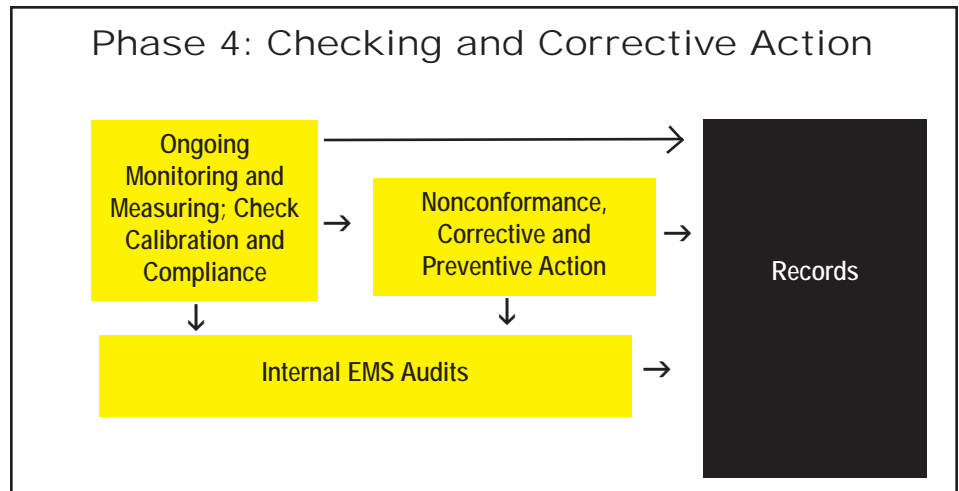 Phase 4: Checking and Corrective Action
Ongoing
Monitoring and
Measuring; Check
Calibration and
Compliance
Nonconformance,
Corrective and
Preventive Action
Records
Internal EMS Audits